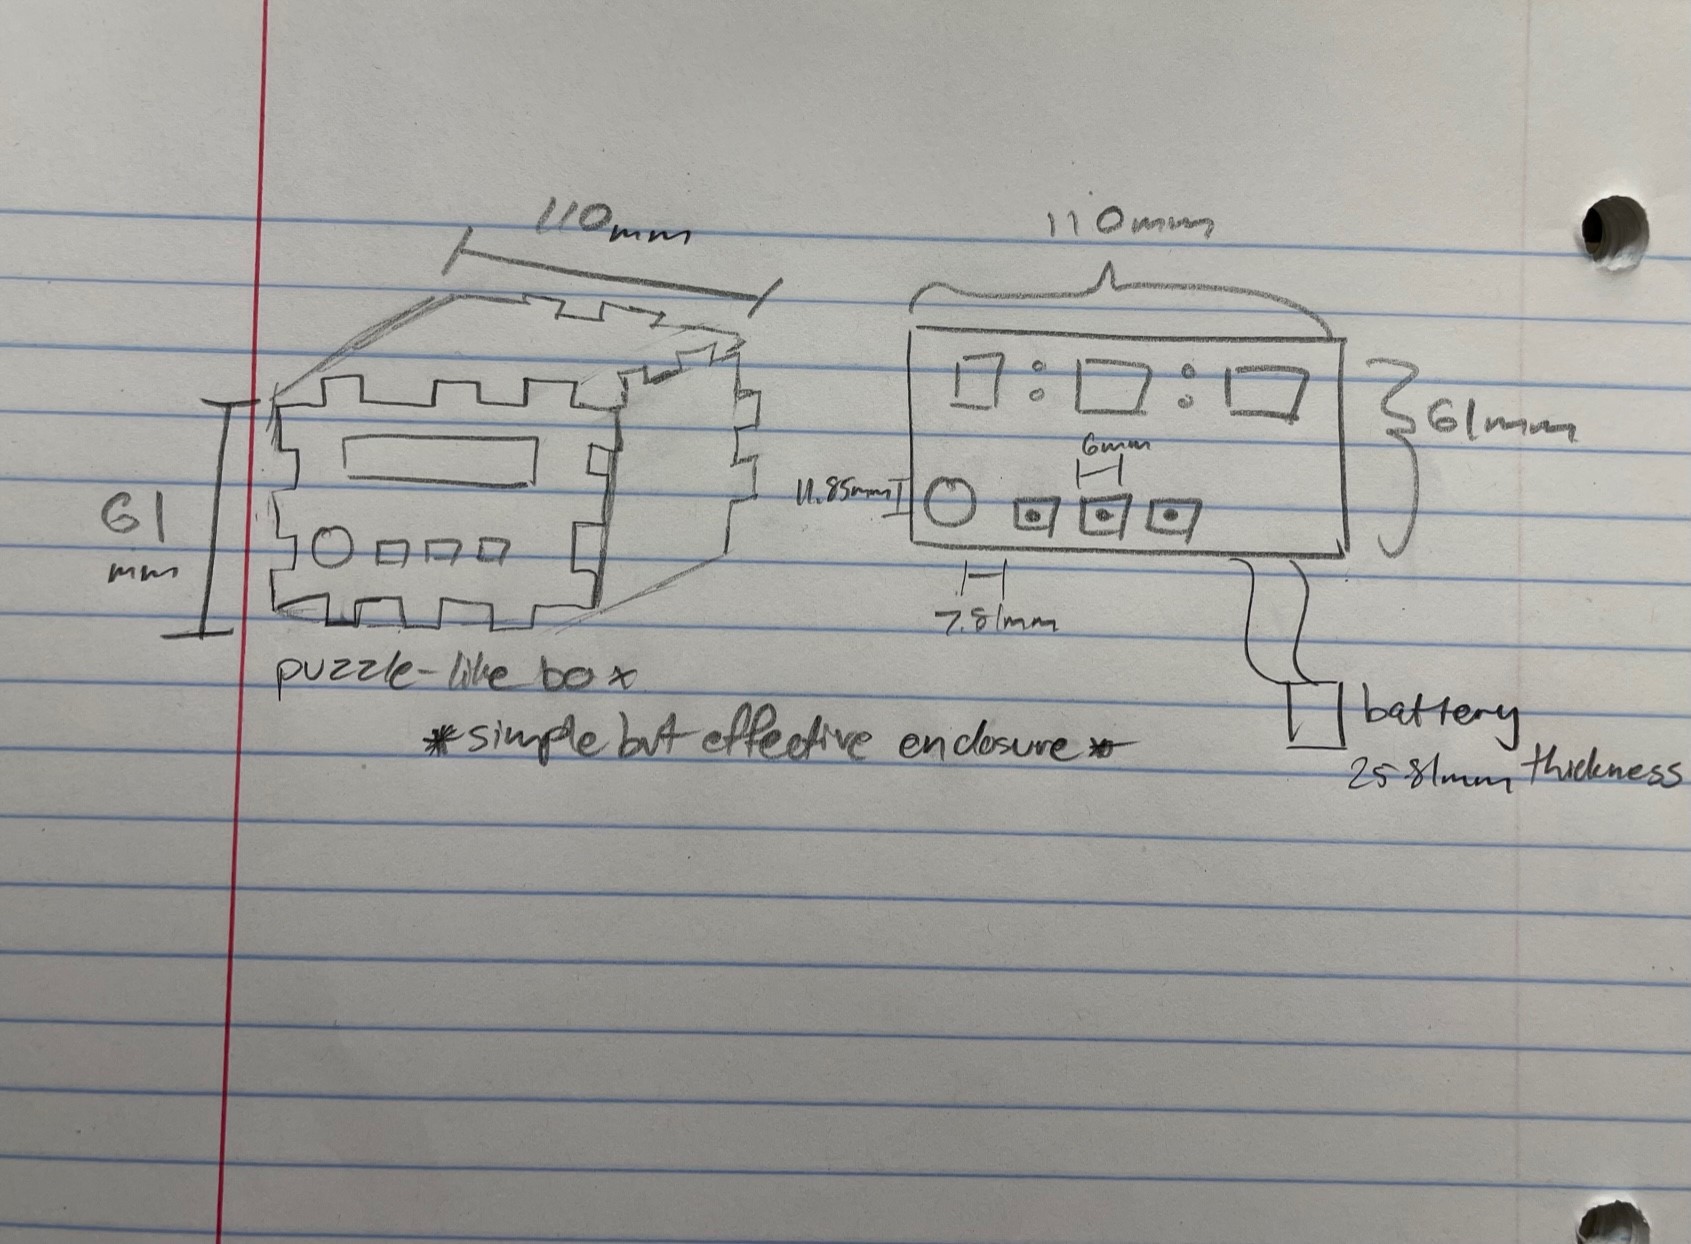 110mm
110mm
61
mm
61mm
6mm
11.85mm
7.81mm
puzzle-like box
*simple but effective enclosure*
battery
25.81mm thickness